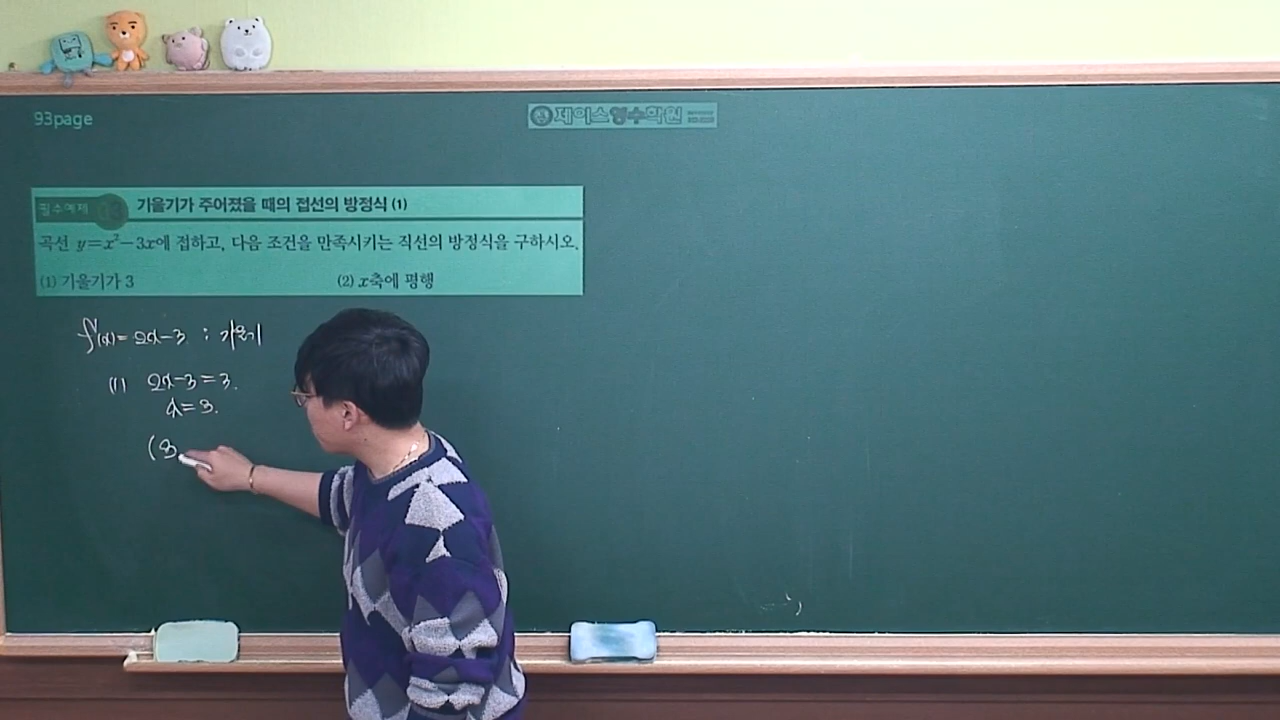 93page
제이스영수학원
필수예제 03 기울기가 주어졌을 때의 접선의 방정식 (1)
곡선 y=x²-3x에 접하고, 다음 조건을 만족시키는 직선의 방정식을 구하시오.
(1) 기울기가 3 (2) x축에 평행
f'(x)=2x-3 : 기울기
(1) 2x-3=3.
x=3.
(3,